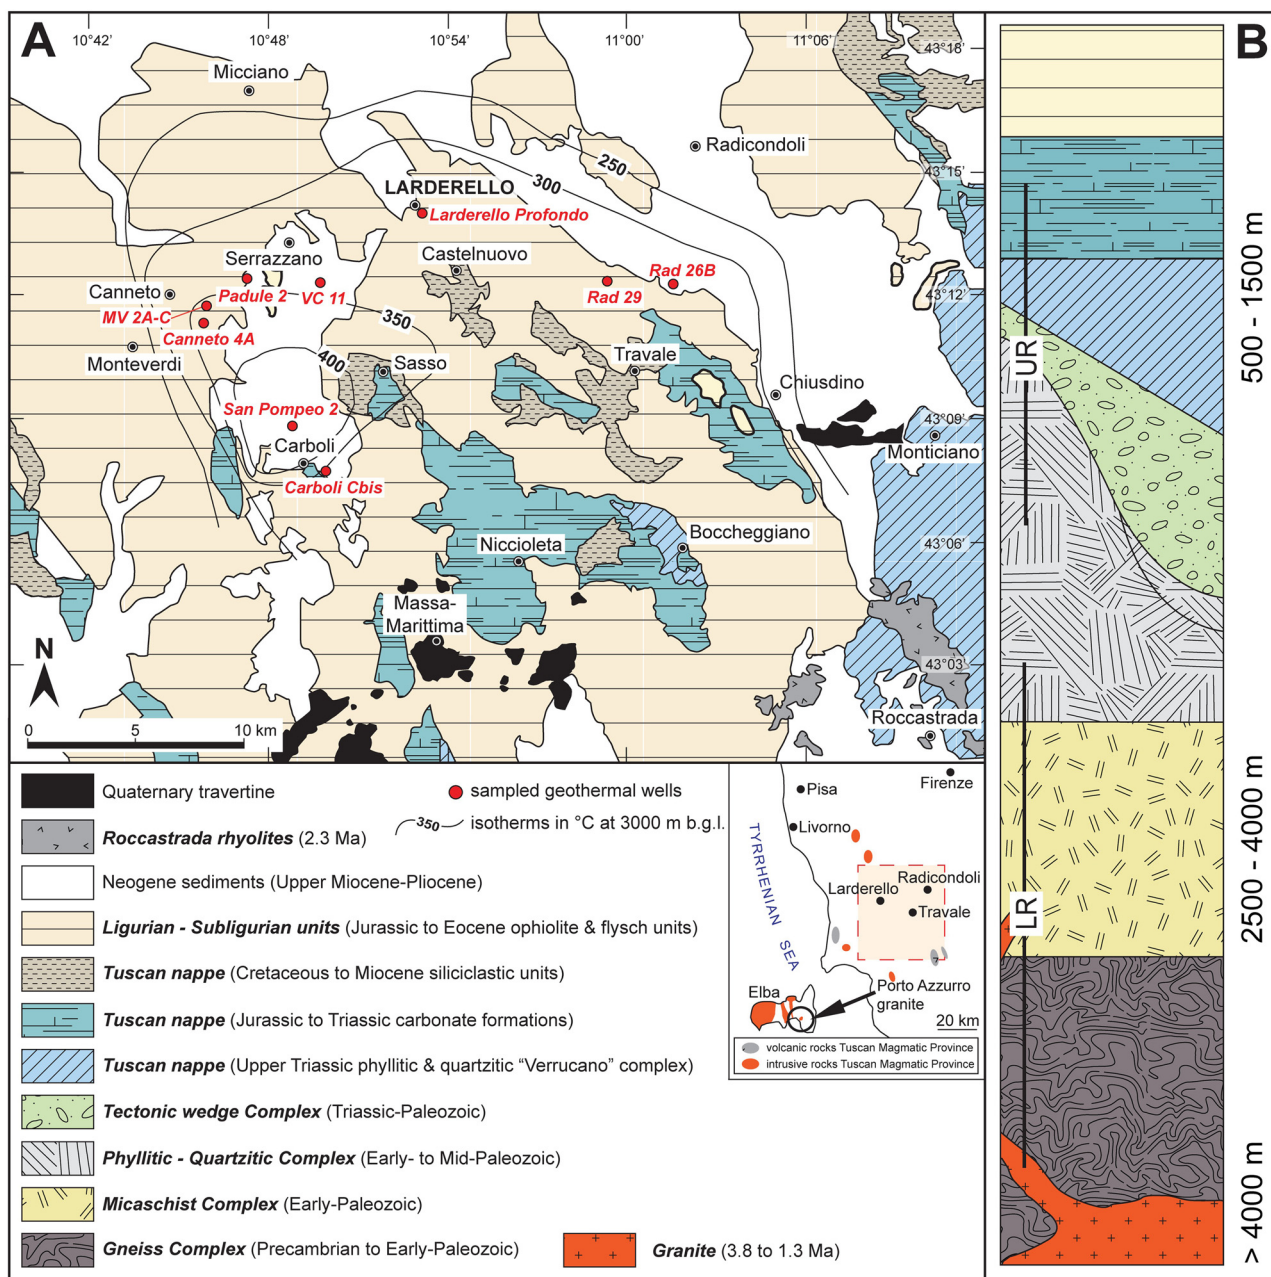 A
10°42'
10°48'
10°54'
11°00'
11°06'
43°18'
Micciano
Radicondoli
250
300
43°15'
LARDERELLO
Larderello Profondo
Serrazzano
Castelnuovo
Rad 26B
Canneto
Padule 2
VC 11
Rad 29
43°12'
MV 2A-C
Canneto 4A
350
Monteverdi
400
Sasso
Travale
Chiusdino
San Pompeo 2
43°09'
Carboli
Monticiano
Carboli Cbis
Niccioleta
Boccheggiano
43°06'
Massa-
Marittima
N
43°03'
0 5 10 km
Roccastrada
Quaternary travertine
Roccastrada rhyolites (2.3 Ma)
Neogene sediments (Upper Miocene-Pliocene)
Ligurian - Subligurian units (Jurassic to Eocene ophiolite & flysch units)
Tuscan nappe (Cretaceous to Miocene siliciclastic units)
Tuscan nappe (Jurassic to Triassic carbonate formations)
Tuscan nappe (Upper Triassic phyllitic & quartzitic “Verrucano” complex)
Tectonic wedge Complex (Triassic-Paleozoic)
Phyllitic - Quartzitic Complex (Early- to Mid-Paleozoic)
Micaschist Complex (Early-Paleozoic)
Gneiss Complex (Precambrian to Early-Paleozoic)
Granite (3.8 to 1.3 Ma)
sampled geothermal wells
350
isotherms in °C at 3000 m b.g.l.
Firenze
Pisa
Livorno
TYRRHENIAN SEA
Radicondoli
Larderello
Travale
Elba
Porto Azzurro
granite
20 km
volcanic rocks Tuscan Magmatic Province
intrusive rocks Tuscan Magmatic Province
B
UR
LR
500 - 1500 m
2500 - 4000 m
> 4000 m